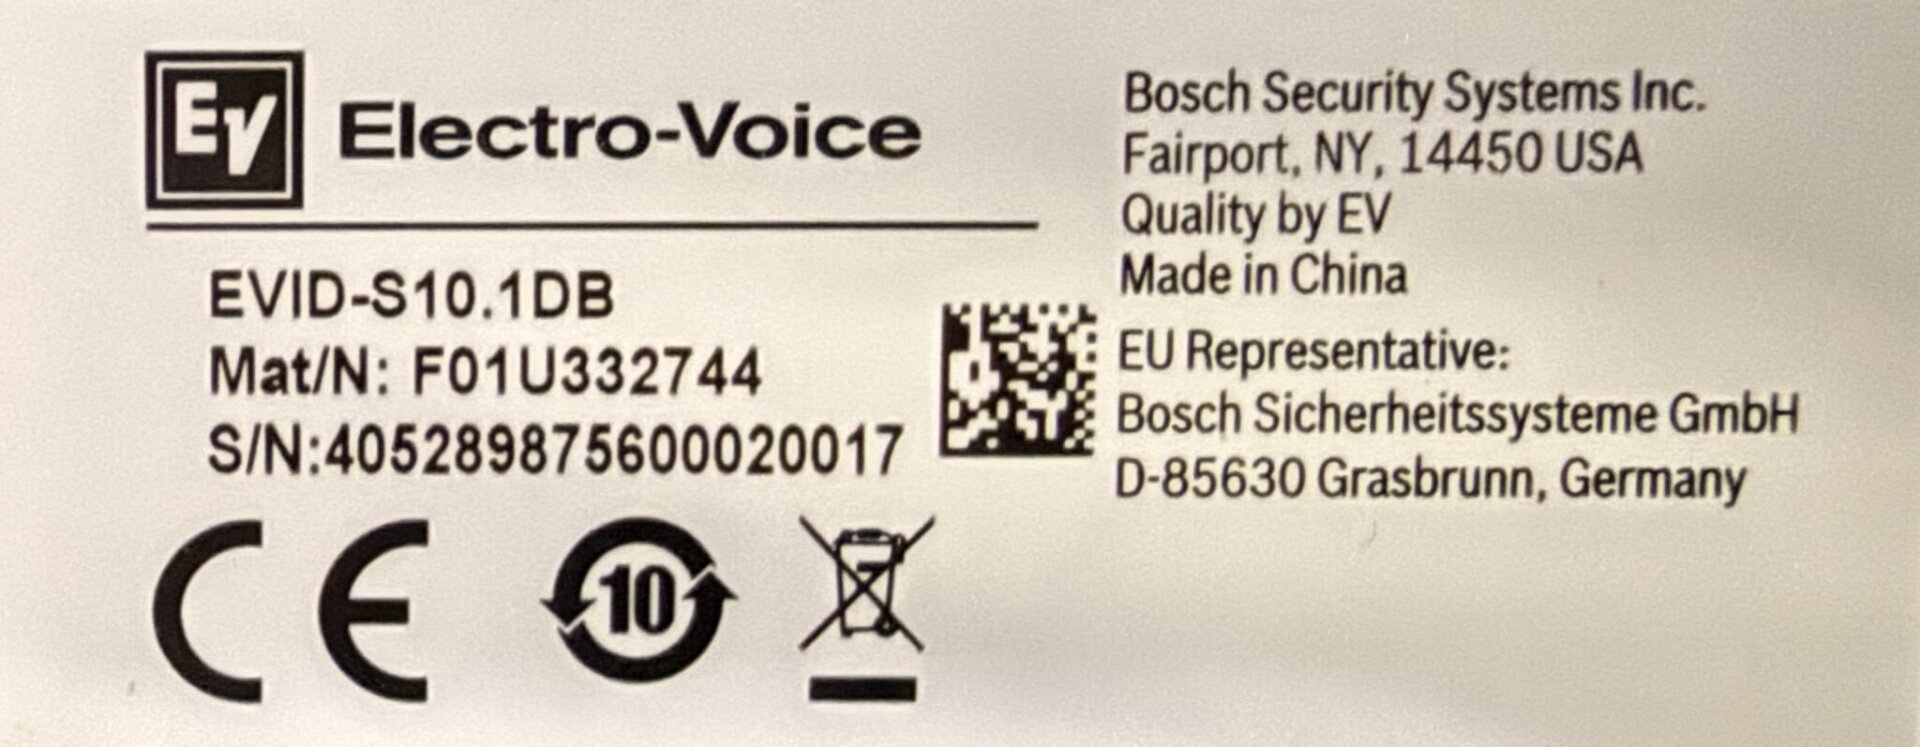 EV Electro-Voice
EVID-S10.1DB
Mat/N: F01U332744
S/N:405289875600020017
10
Bosch Security Systems Inc.
Fairport, NY, 14450 USA
Quality by EV
Made in China
EU Representative:
Bosch Sicherheitssysteme GmbH
D-85630 Grasbrunn, Germany
CE